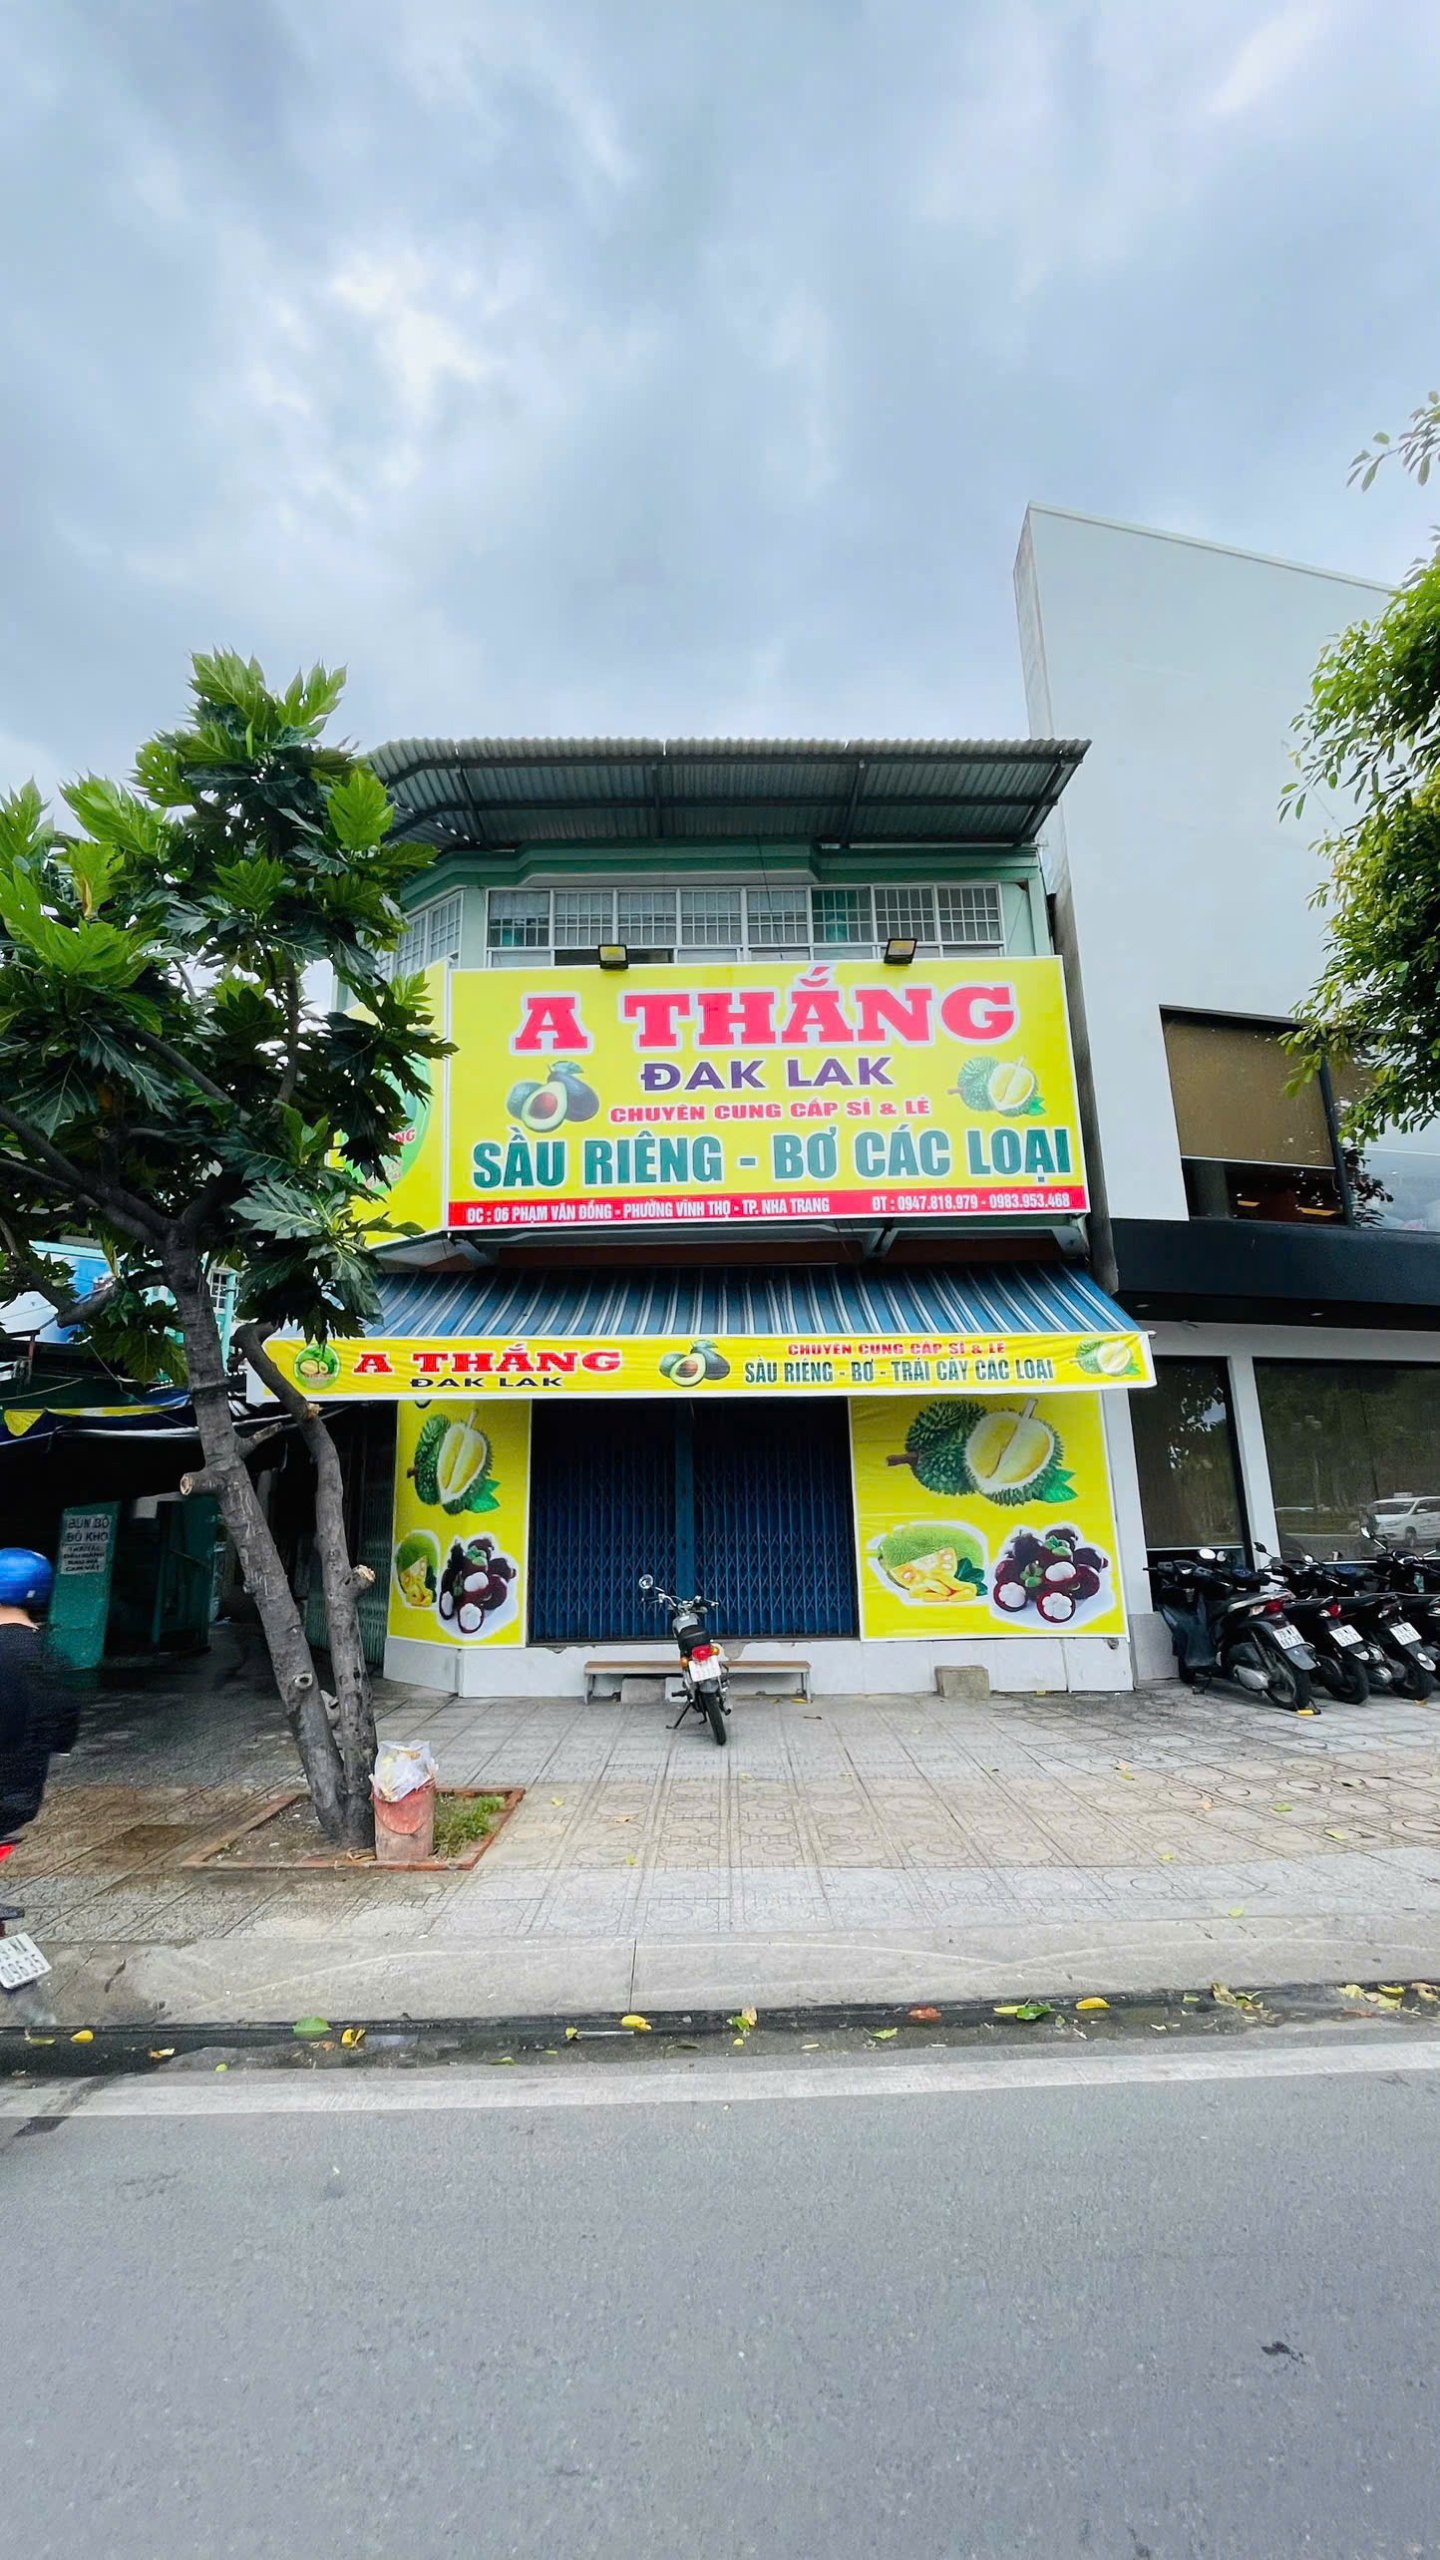 A THẮNG
ĐAK LAK
CHUYÊN CUNG CẤP SỈ & LẺ
SẦU RIÊNG - BƠ CÁC LOẠI
ĐC : 06 PHẠM VĂN ĐỒNG - PHƯỜNG VĨNH THỌ - TP. NHA TRANG ĐT : 0947.818.979 - 0983.953.468
A THẮNG
ĐAK LAK
CHUYÊN CUNG CẤP SỈ & LẺ
SẦU RIÊNG - BƠ - TRÁI CÂY CÁC LOẠI
BÚN BÒ
BÒ KHO